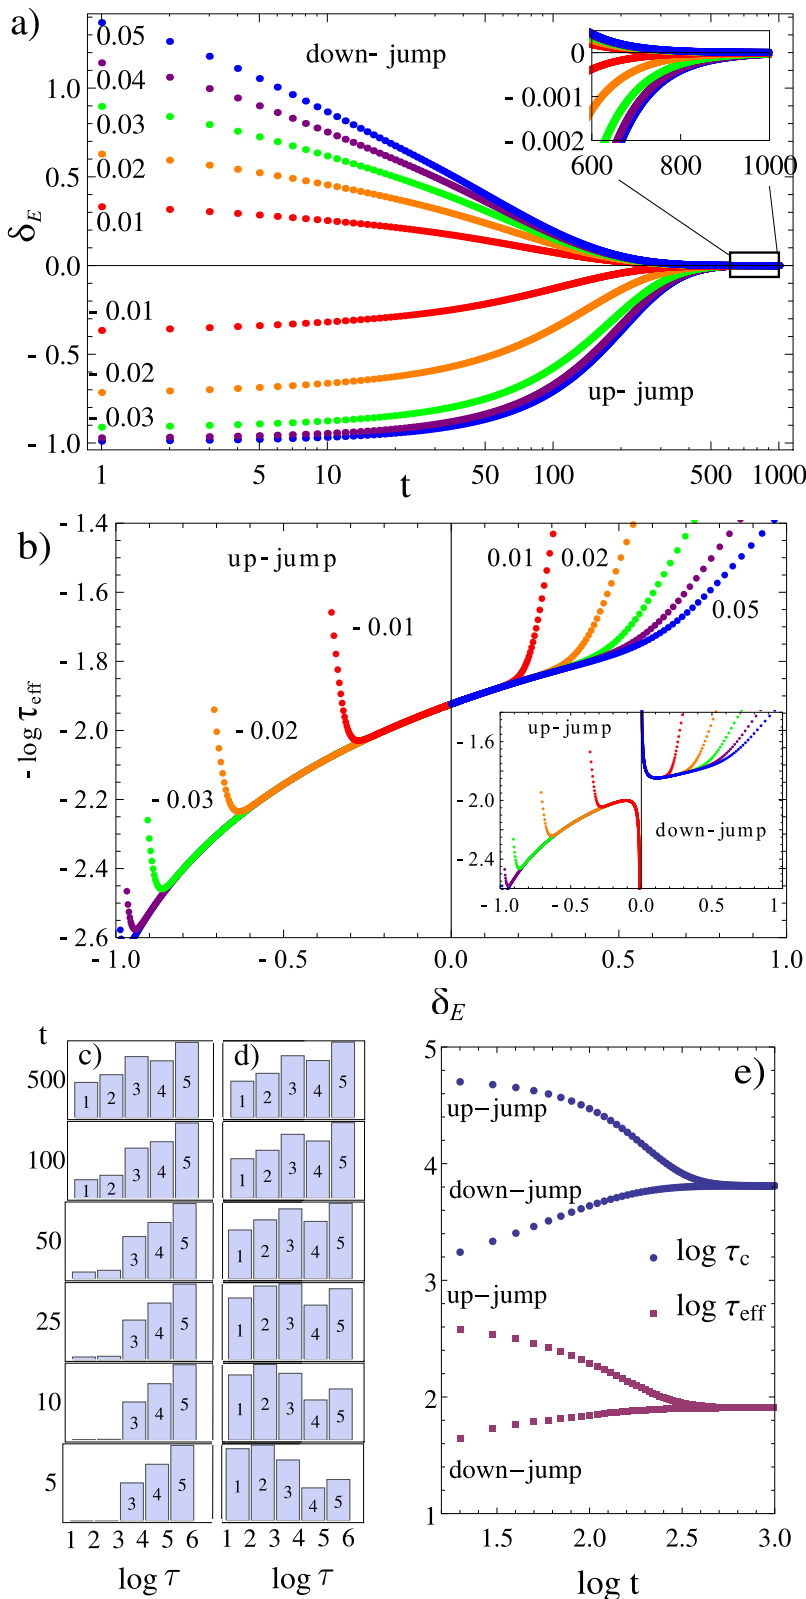 a)
δ_E
1.0
0.5
0.0
- 0.5
- 1.0
0.05
0.04
0.03
0.02
0.01
- 0.01
- 0.02
- 0.03
down- jump
up- jump
0
- 0.001
- 0.002
600 800 1000
1 5 10 50 100 500 1000
t
b)
- log τ_eff
- 1.4
- 1.6
- 1.8
- 2.0
- 2.2
- 2.4
- 2.6
up-jump
0.01 0.02
0.05
- 0.01
- 0.02
- 0.03
up-jump
down-jump
- 1.6
- 2.0
- 2.4
- 1.0 - 0.5 0.0 0.5 1.0
- 1.0 - 0.5 0.0 0.5 1.0
δ_E
t
c)
d)
500
1 2 3 4 5
1 2 3 4 5
100
1 2 3 4 5
1 2 3 4 5
50
3 4 5
1 2 3 4 5
25
3 4 5
1 2 3 4 5
10
3 4 5
1 2 3 4 5
5
3 4 5
1 2 3 4 5
1 2 3 4 5 6
1 2 3 4 5 6
log τ
log τ
e)
5
4
3
2
1
up-jump
down-jump
log τ_c
up-jump
log τ_eff
down-jump
1.5 2.0 2.5 3.0
log t